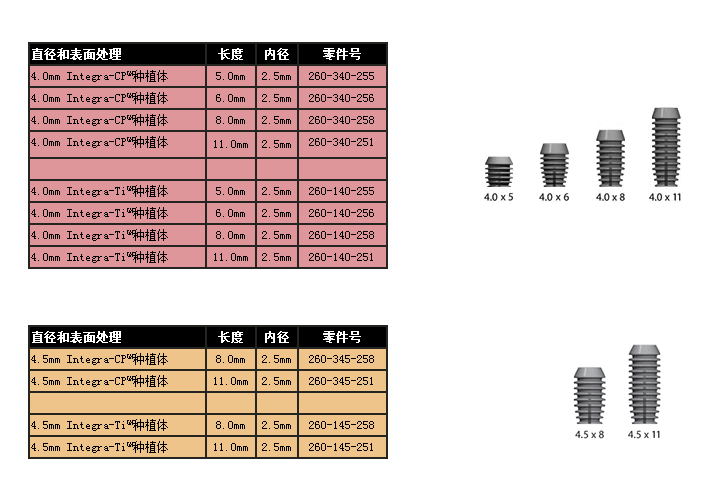 直径和表面处理 长度 内径 零件号
4.0mm Integra-CP™种植体 5.0mm 2.5mm 260-340-255
4.0mm Integra-CP™种植体 6.0mm 2.5mm 260-340-256
4.0mm Integra-CP™种植体 8.0mm 2.5mm 260-340-258
4.0mm Integra-CP™种植体 11.0mm 2.5mm 260-340-251
4.0mm Integra-Ti™种植体 5.0mm 2.5mm 260-140-255
4.0mm Integra-Ti™种植体 6.0mm 2.5mm 260-140-256
4.0mm Integra-Ti™种植体 8.0mm 2.5mm 260-140-258
4.0mm Integra-Ti™种植体 11.0mm 2.5mm 260-140-251
4.0 x 5 4.0 x 6 4.0 x 8 4.0 x 11
直径和表面处理 长度 内径 零件号
4.5mm Integra-CP™种植体 8.0mm 2.5mm 260-345-258
4.5mm Integra-CP™种植体 11.0mm 2.5mm 260-345-251
4.5mm Integra-Ti™种植体 8.0mm 2.5mm 260-145-258
4.5mm Integra-Ti™种植体 11.0mm 2.5mm 260-145-251
4.5 x 8 4.5 x 11